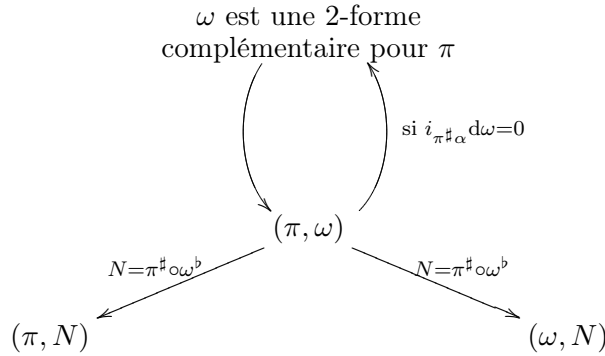 ω est une 2-forme
complémentaire pour π
si i_{π^♯α}dω=0
(π, ω)
N=π^♯∘ω^♭
N=π^♯∘ω^♭
(π, N)
(ω, N)